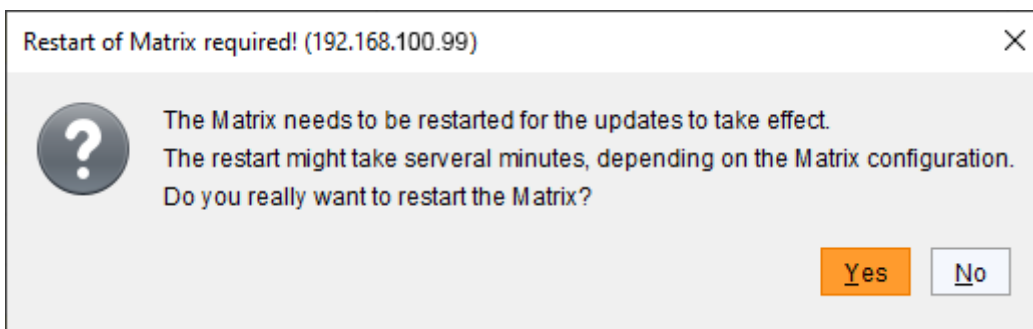 Restart of Matrix required! (192.168.100.99)
The Matrix needs to be restarted for the updates to take effect.
The restart might take serveral minutes, depending on the Matrix configuration.
Do you really want to restart the Matrix?
Yes No